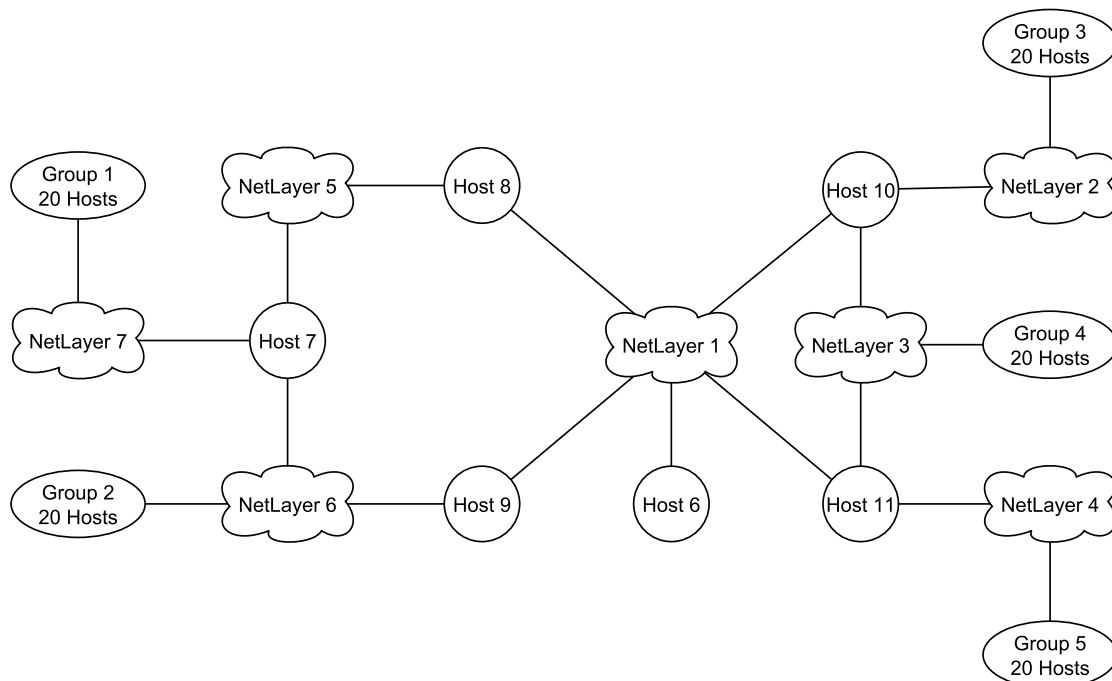 Group 3
20 Hosts
Group 1
20 Hosts
NetLayer 5
Host 8
Host 10
NetLayer 2
NetLayer 7
Host 7
NetLayer 1
NetLayer 3
Group 4
20 Hosts
Group 2
20 Hosts
NetLayer 6
Host 9
Host 6
Host 11
NetLayer 4
Group 5
20 Hosts